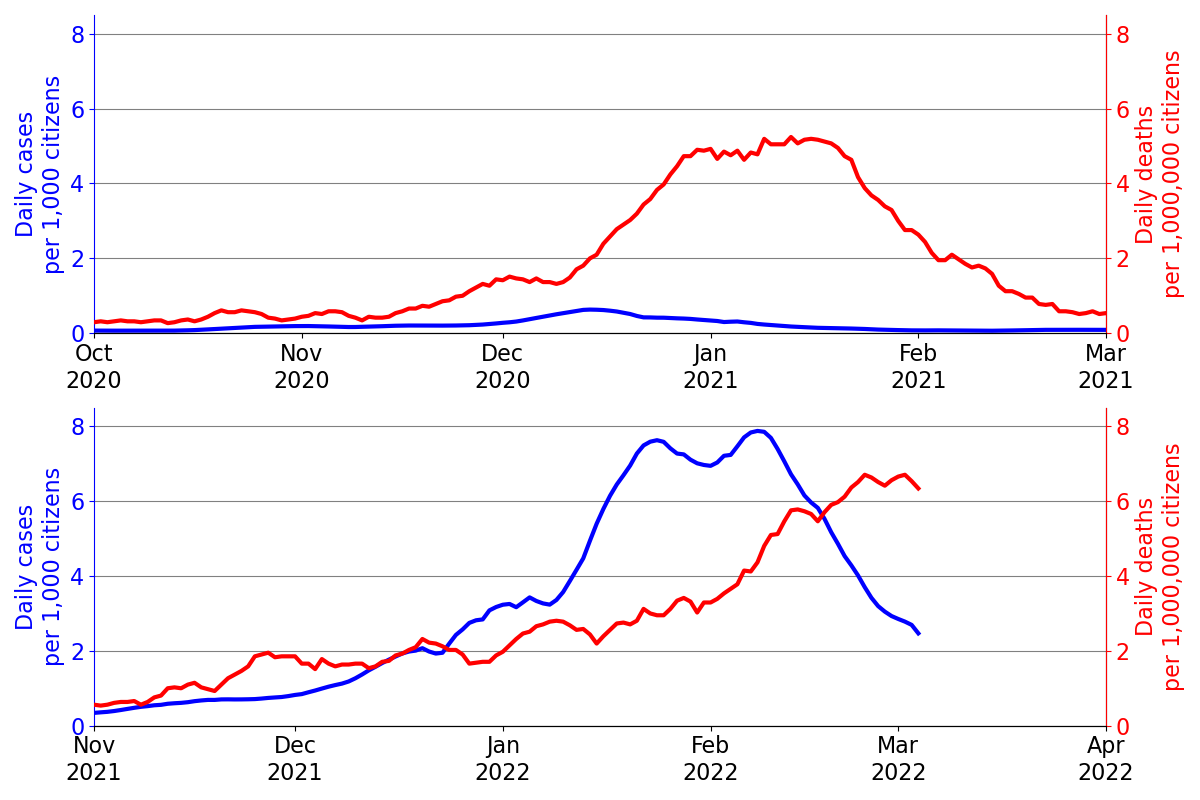 Daily cases
per 1,000 citizens
8
6
4
2
0
8
6
4
2
0
Daily deaths
per 1,000,000 citizens
Oct
2020
Nov
2020
Dec
2020
Jan
2021
Feb
2021
Mar
2021
Daily cases
per 1,000 citizens
8
6
4
2
0
8
6
4
2
0
Daily deaths
per 1,000,000 citizens
Nov
2021
Dec
2021
Jan
2022
Feb
2022
Mar
2022
Apr
2022